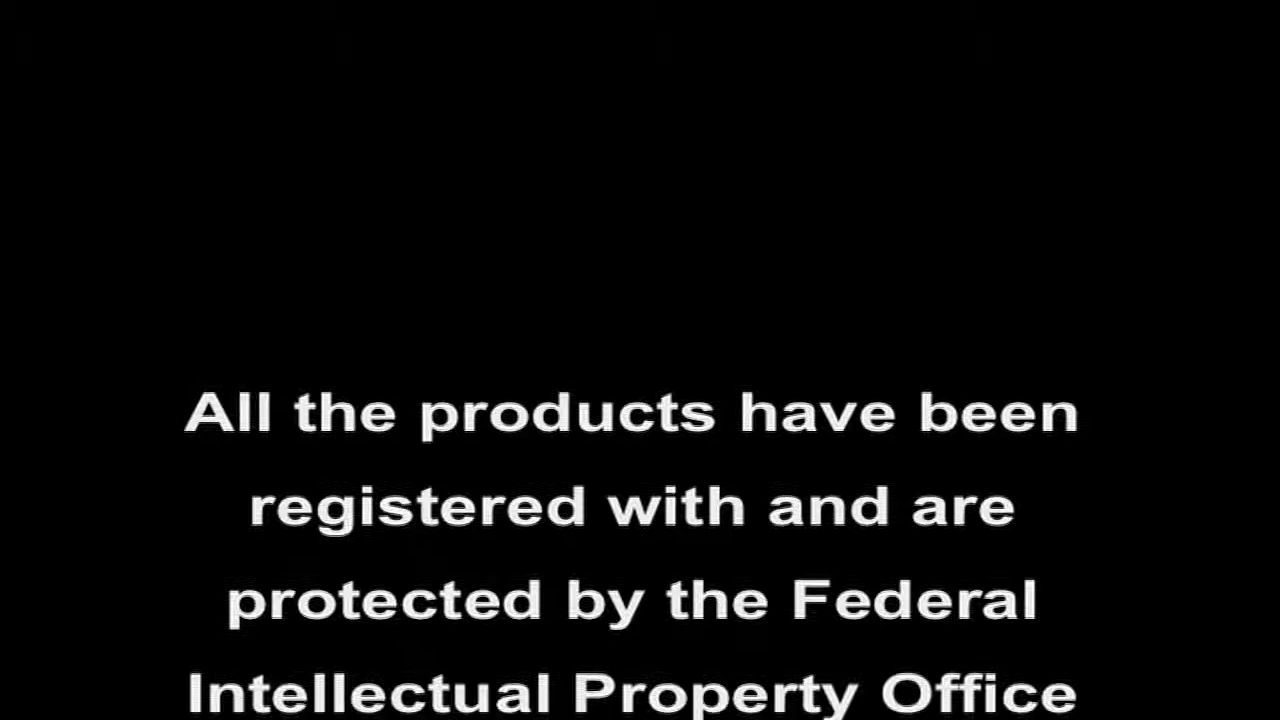 All the products have been
registered with and are
protected by the Federal
Intellectual Property Office